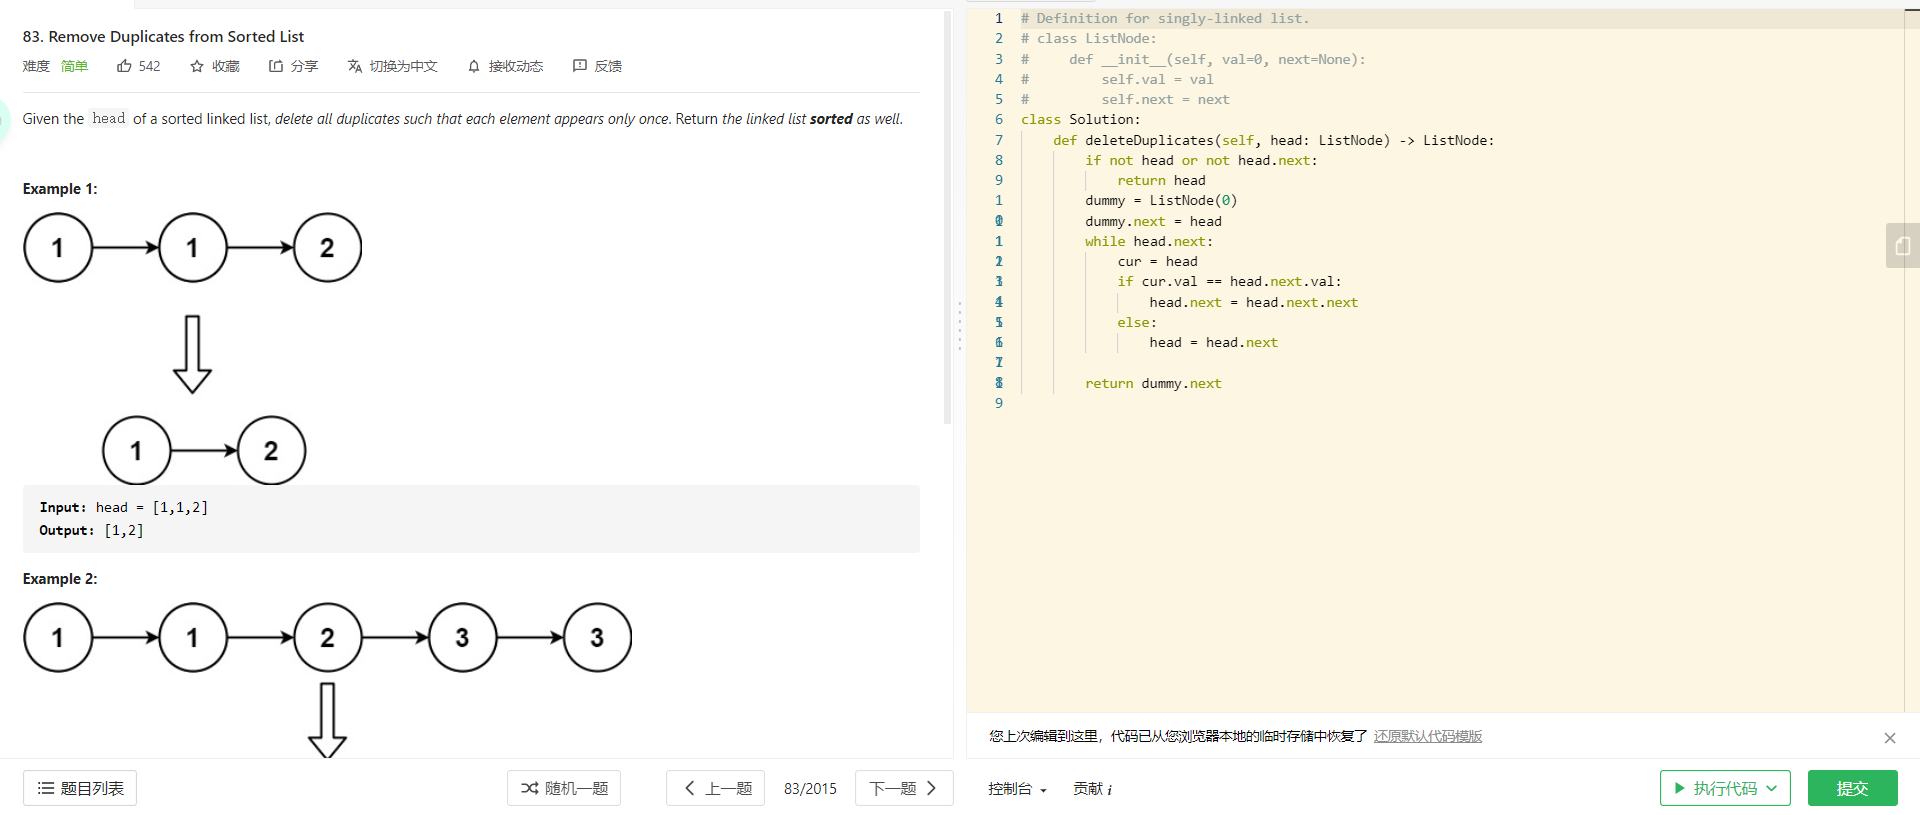 83. Remove Duplicates from Sorted List
难度 简单 542 收藏 分享 切换为中文 接收动态 反馈
Given the head of a sorted linked list, delete all duplicates such that each element appears only once. Return the linked list sorted as well.
Example 1:
1 1 2
1 2
Input: head = [1,1,2]
Output: [1,2]
Example 2:
1 1 2 3 3
题目列表 随机一题 上一题 83/2015 下一题
1 # Definition for singly-linked list.
2 # class ListNode:
3 #     def __init__(self, val=0, next=None):
4 #         self.val = val
5 #         self.next = next
6 class Solution:
7     def deleteDuplicates(self, head: ListNode) -> ListNode:
8         if not head or not head.next:
9             return head
        dummy = ListNode(0)
        dummy.next = head
        while head.next:
            cur = head
            if cur.val == head.next.val:
                head.next = head.next.next
            else:
                head = head.next
        return dummy.next
您上次编辑到这里，代码已从您浏览器本地的临时存储中恢复了 还原默认代码模版
控制台 贡献 i 执行代码 提交